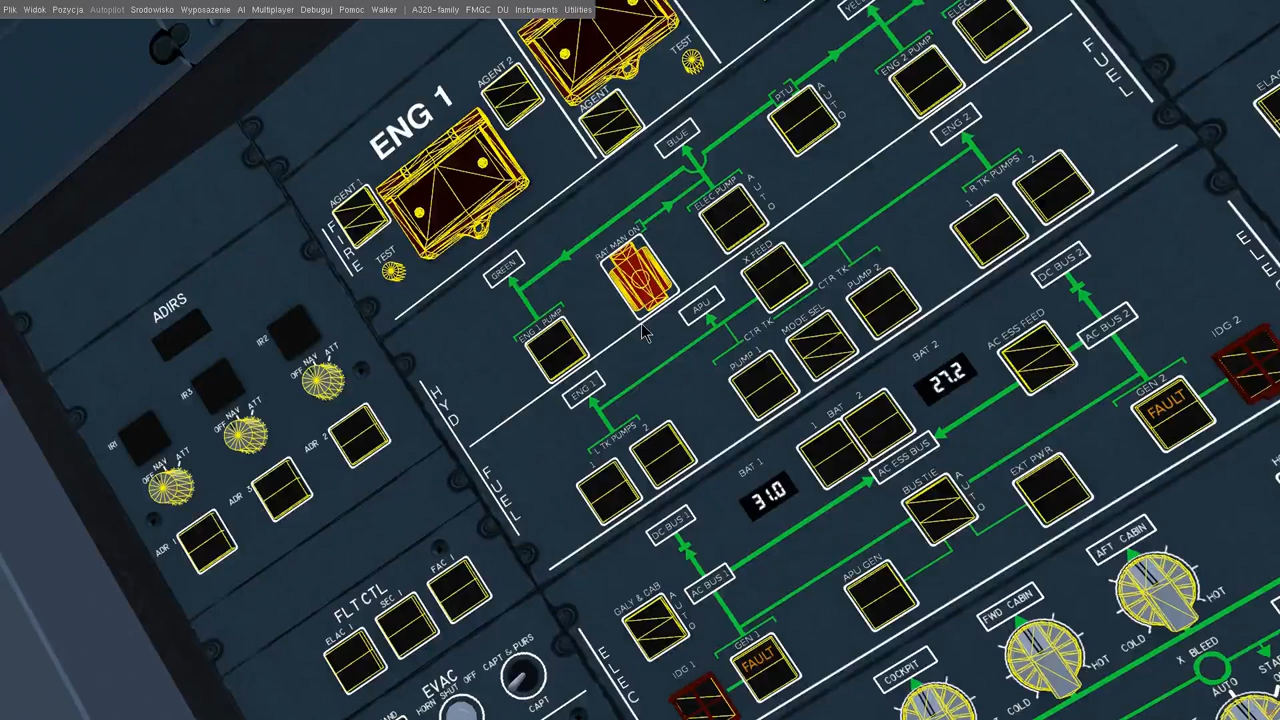 Plik Widok Pozycja Autopilot Środowisko Wyposażenie AI Multiplayer Debuguj Pomoc Walker | A320-family FMGC DU Instruments Utilities
ENG 1
AGENT 1
AGENT 2
AGENT
TEST
TEST
FIRE
FUEL
ENG 2 PUMP
PTU
AUTO
BLUE
ELEC PUMP
AUTO
RAT MAN ON
GREEN
ENG 1 PUMP
HYD
ENG 2
R TK PUMPS
1
2
X FEED
CTR TK
PUMP 2
MODE SEL
CTR TK
PUMP 1
APU
ENG 1
L TK PUMPS
1
2
FUEL
ADIRS
IR1
IR3
IR2
OFF NAV ATT
OFF NAV ATT
OFF NAV ATT
ADR 1
ADR 3
ADR 2
DC BUS 2
AC BUS 2
IDG 2
GEN 2
FAULT
AC ESS FEED
BAT 2
27.2
1 BAT 2
AC ESS BUS
BAT 1
31.0
BUS TIE
AUTO
EXT PWR
DC BUS 1
AC BUS 1
APU GEN
GALY & CAB
AUTO
GEN 1
FAULT
IDG 1
ELEC
FLT CTL
ELAC 1
SEC 1
FAC 1
EVAC
HORN SHUT OFF
CAPT & PURS
CAPT
AFT CABIN
FWD CABIN
COCKPIT
COLD
HOT
COLD
HOT
X BLEED
AUTO